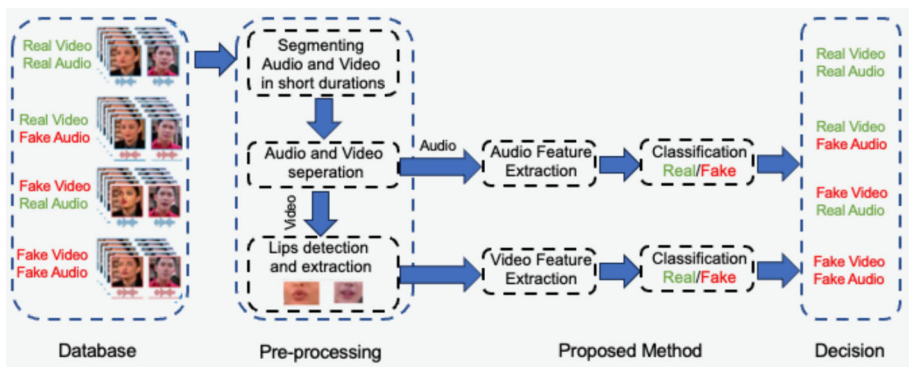 Real Video
Real Audio
Real Video
Fake Audio
Fake Video
Real Audio
Fake Video
Fake Audio
Database
Segmenting
Audio and Video
in short durations
Audio and Video
seperation
Video
Lips detection
and extraction
Pre-processing
Audio
Audio Feature
Extraction
Classification
Real/Fake
Video Feature
Extraction
Classification
Real/Fake
Proposed Method
Real Video
Real Audio
Real Video
Fake Audio
Fake Video
Real Audio
Fake Video
Fake Audio
Decision